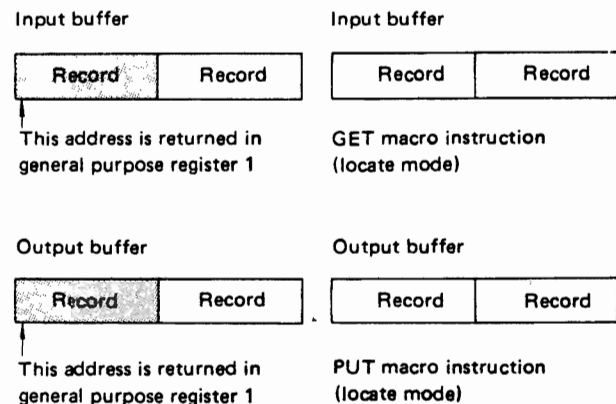 Input buffer
Input buffer
Record Record
Record Record
This address is returned in
general purpose register 1
GET macro instruction
(locate mode)
Output buffer
Output buffer
Record Record
Record Record
This address is returned in
general purpose register 1
PUT macro instruction
(locate mode)